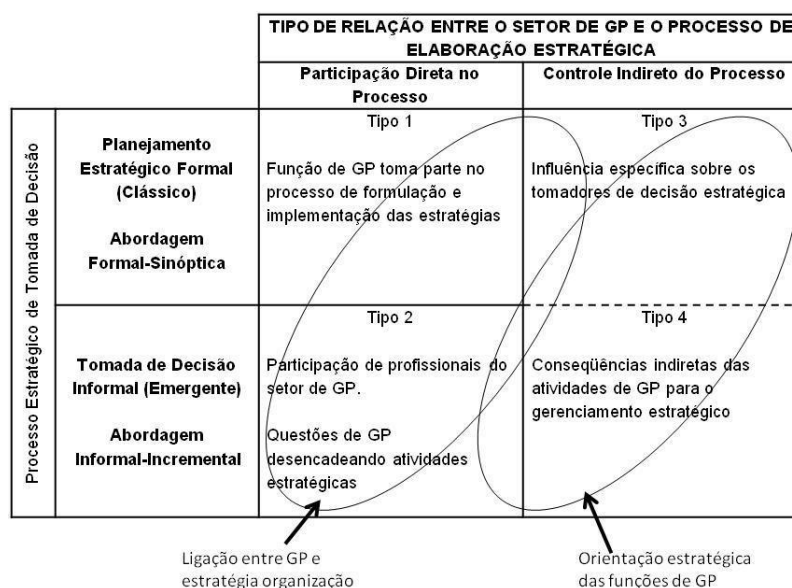 TIPO DE RELAÇÃO ENTRE O SETOR DE GP E O PROCESSO DE
ELABORAÇÃO ESTRATÉGICA
Participação Direta no
Processo
Controle Indireto do Processo
Processo Estratégico de Tomada de Decisão
Planejamento
Estratégico Formal
(Clássico)
Abordagem
Formal-Sinóptica
Tipo 1
Função de GP toma parte no
processo de formulação e
implementação das estratégias
Tipo 3
Influência específica sobre os
tomadores de decisão estratégica
Tomada de Decisão
Informal (Emergente)
Abordagem
Informal-Incremental
Tipo 2
Participação de profissionais do
setor de GP.
Questões de GP
desencadeando atividades
estratégicas
Tipo 4
Conseqüências indiretas das
atividades de GP para o
gerenciamento estratégico
Ligação entre GP e
estratégia organização
Orientação estratégica
das funções de GP